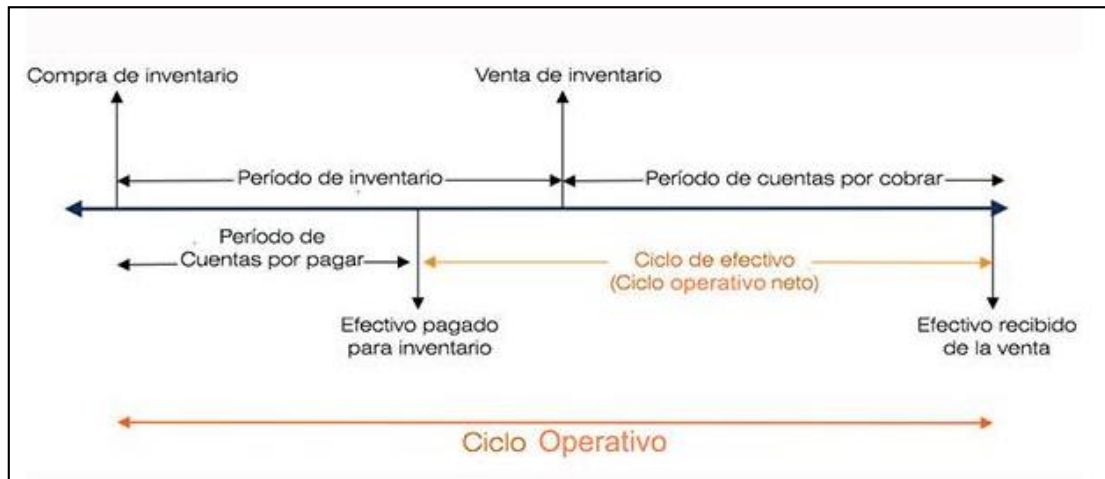 Compra de inventario
Venta de inventario
Período de inventario
Período de cuentas por cobrar
Período de
Cuentas por pagar
Ciclo de efectivo
(Ciclo operativo neto)
Efectivo pagado
para inventario
Efectivo recibido
de la venta
Ciclo Operativo